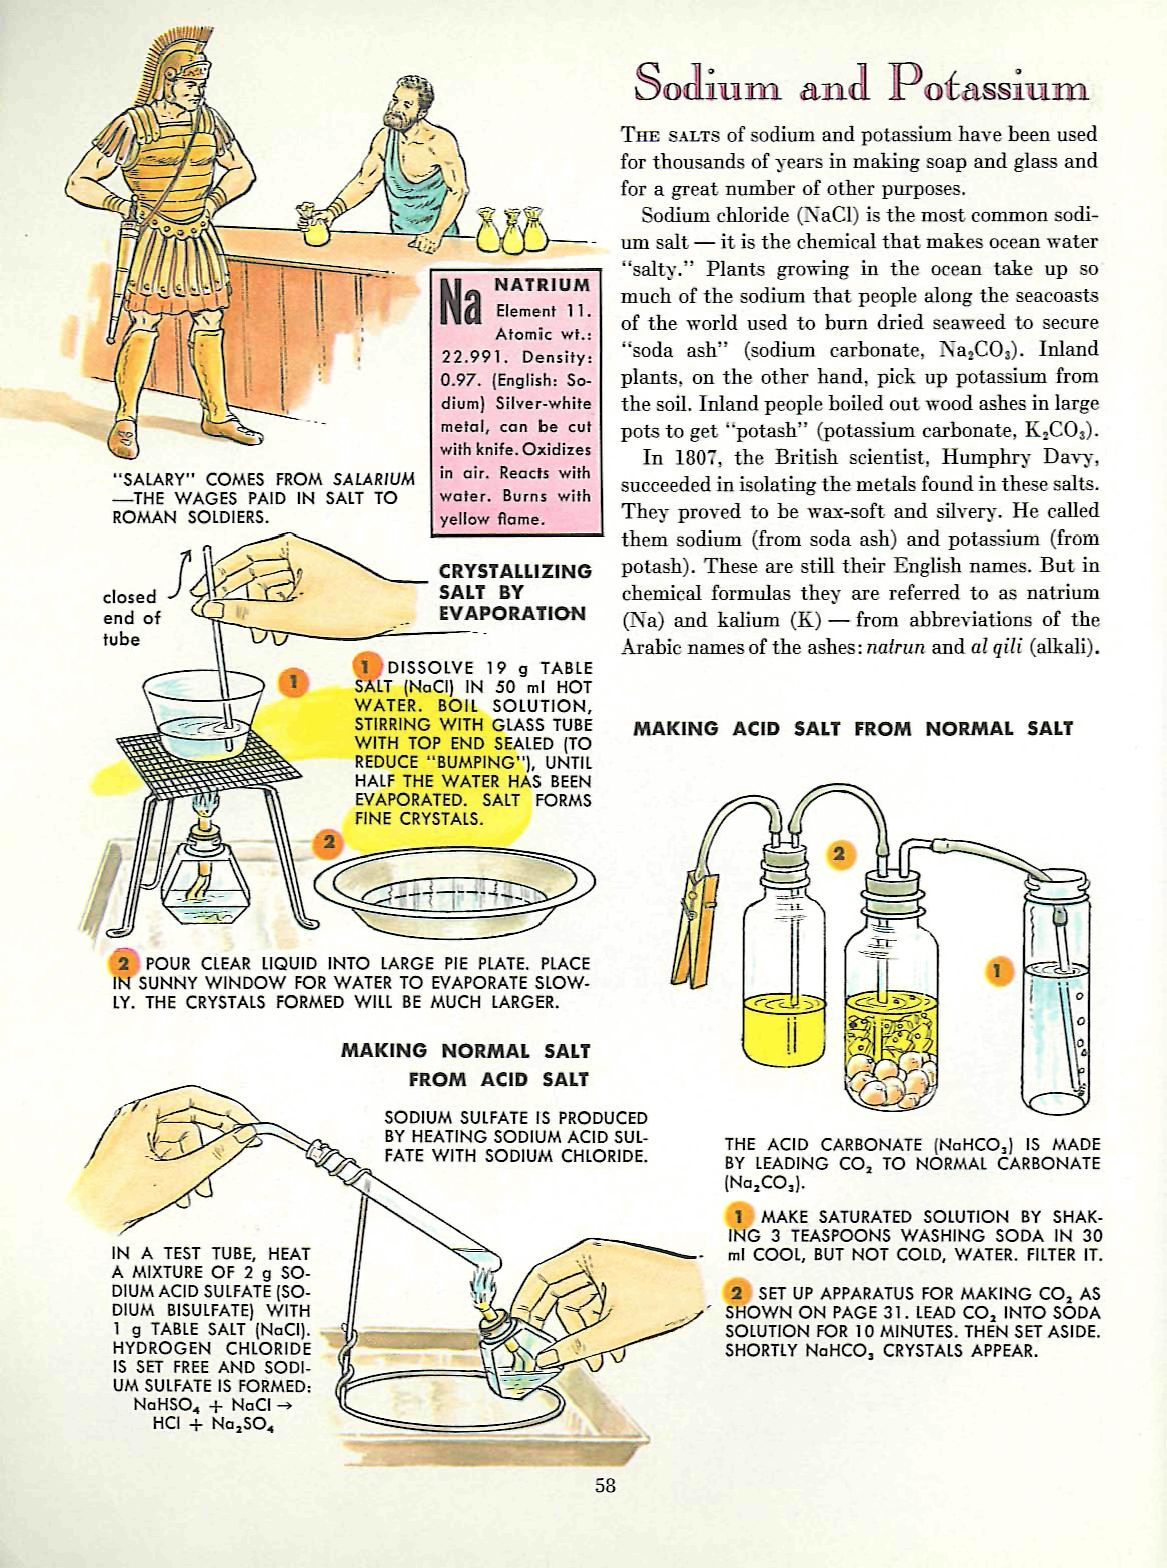 Sodium and Potassium
THE SALTS of sodium and potassium have been used
for thousands of years in making soap and glass and
for a great number of other purposes.
Sodium chloride (NaCl) is the most common sodi-
um salt — it is the chemical that makes ocean water
“salty.” Plants growing in the ocean take up so
much of the sodium that people along the seacoasts
of the world used to burn dried seaweed to secure
“soda ash” (sodium carbonate, Na₂CO₃). Inland
plants, on the other hand, pick up potassium from
the soil. Inland people boiled out wood ashes in large
pots to get “potash” (potassium carbonate, K₂CO₃).
In 1807, the British scientist, Humphry Davy,
succeeded in isolating the metals found in these salts.
They proved to be wax-soft and silvery. He called
them sodium (from soda ash) and potassium (from
potash). These are still their English names. But in
chemical formulas they are referred to as natrium
(Na) and kalium (K) — from abbreviations of the
Arabic names of the ashes: natrun and al qili (alkali).
Na NATRIUM
Element 11.
Atomic wt.:
22.991. Density:
0.97. (English: So-
dium) Silver-white
metal, can be cut
with knife. Oxidizes
in air. Reacts with
water. Burns with
yellow flame.
“SALARY” COMES FROM SALARIUM
—THE WAGES PAID IN SALT TO
ROMAN SOLDIERS.
CRYSTALLIZING
SALT BY
EVAPORATION
closed
end of
tube
1
1 DISSOLVE 19 g TABLE
SALT (NaCl) IN 50 ml HOT
WATER. BOIL SOLUTION,
STIRRING WITH GLASS TUBE
WITH TOP END SEALED (TO
REDUCE “BUMPING”), UNTIL
HALF THE WATER HAS BEEN
EVAPORATED. SALT FORMS
FINE CRYSTALS.
2
2 POUR CLEAR LIQUID INTO LARGE PIE PLATE. PLACE
IN SUNNY WINDOW FOR WATER TO EVAPORATE SLOW-
LY. THE CRYSTALS FORMED WILL BE MUCH LARGER.
MAKING NORMAL SALT
FROM ACID SALT
SODIUM SULFATE IS PRODUCED
BY HEATING SODIUM ACID SUL-
FATE WITH SODIUM CHLORIDE.
IN A TEST TUBE, HEAT
A MIXTURE OF 2 g SO-
DIUM ACID SULFATE (SO-
DIUM BISULFATE) WITH
1 g TABLE SALT (NaCl).
HYDROGEN CHLORIDE
IS SET FREE AND SODI-
UM SULFATE IS FORMED:
NaHSO₄ + NaCl →
HCl + Na₂SO₄
MAKING ACID SALT FROM NORMAL SALT
2
1
THE ACID CARBONATE (NaHCO₃) IS MADE
BY LEADING CO₂ TO NORMAL CARBONATE
(Na₂CO₃).
1 MAKE SATURATED SOLUTION BY SHAK-
ING 3 TEASPOONS WASHING SODA IN 30
ml COOL, BUT NOT COLD, WATER. FILTER IT.
2 SET UP APPARATUS FOR MAKING CO₂ AS
SHOWN ON PAGE 31. LEAD CO₂ INTO SODA
SOLUTION FOR 10 MINUTES. THEN SET ASIDE.
SHORTLY NaHCO₃ CRYSTALS APPEAR.
58